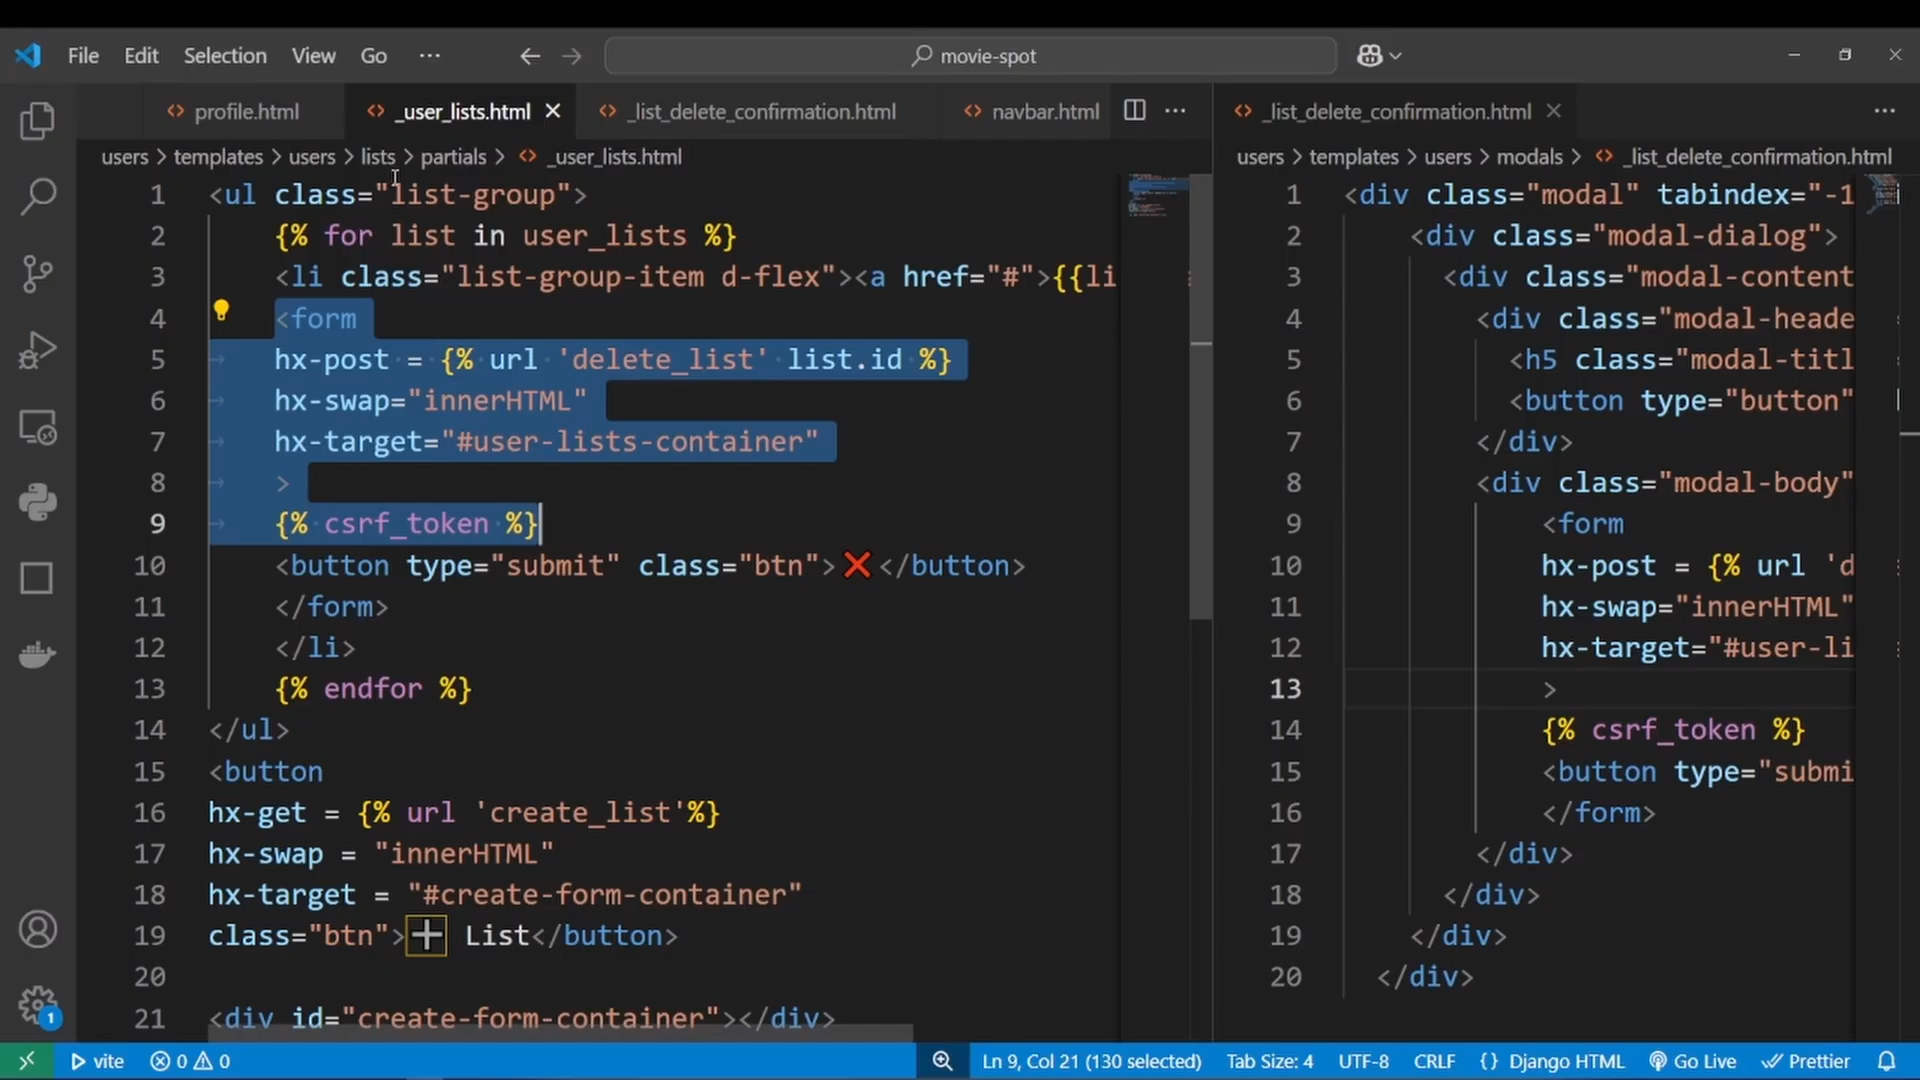 File Edit Selection View Go ··· movie-spot
profile.html _user_lists.html _list_delete_confirmation.html navbar.html ···
users > templates > users > lists > partials > <> _user_lists.html
1 <ul class="list-group">
2 {% for list in user_lists %}
3 <li class="list-group-item d-flex"><a href="#">{{li
4 <form
5 hx-post = {% url 'delete_list' list.id %}
6 hx-swap="innerHTML"
7 hx-target="#user-lists-container"
8 >
9 {% csrf_token %}
10 <button type="submit" class="btn">❌</button>
11 </form>
12 </li>
13 {% endfor %}
14 </ul>
15 <button
16 hx-get = {% url 'create_list'%}
17 hx-swap = "innerHTML"
18 hx-target = "#create-form-container"
19 class="btn">➕ List</button>
20
21 <div id="create-form-container"></div>
_list_delete_confirmation.html ···
users > templates > users > modals > <> _list_delete_confirmation.html
1 <div class="modal" tabindex="-1
2 <div class="modal-dialog">
3 <div class="modal-content
4 <div class="modal-heade
5 <h5 class="modal-titl
6 <button type="button"
7 </div>
8 <div class="modal-body"
9 <form
10 hx-post = {% url 'd
11 hx-swap="innerHTML"
12 hx-target="#user-li
13 >
14 {% csrf_token %}
15 <button type="submi
16 </form>
17 </div>
18 </div>
19 </div>
20 </div>
1
vite 0 0 Ln 9, Col 21 (130 selected) Tab Size: 4 UTF-8 CRLF {} Django HTML Go Live Prettier